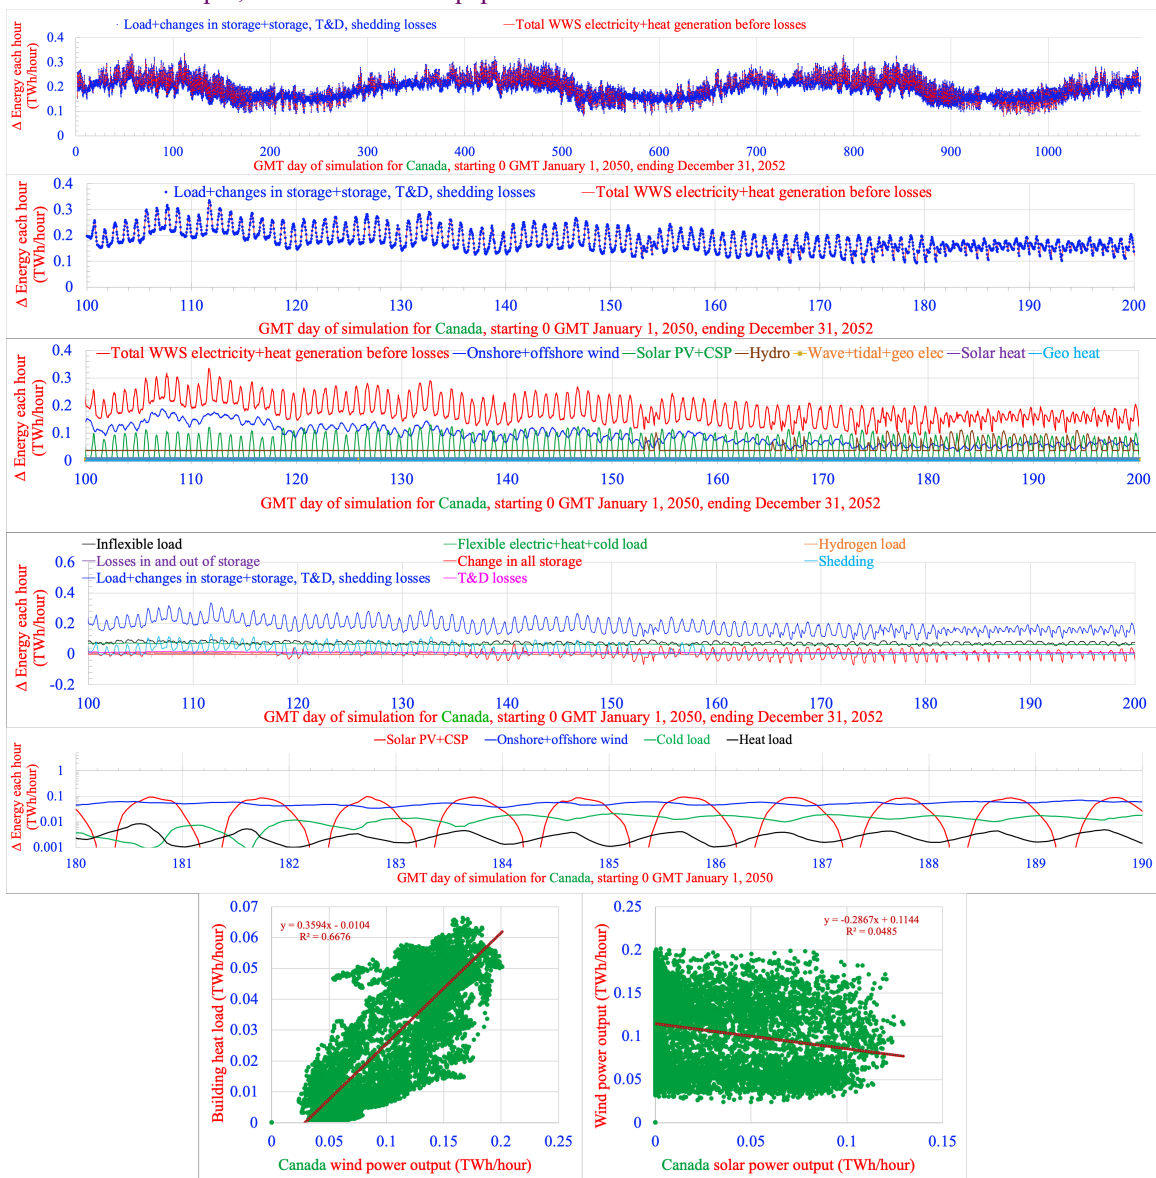 Load+changes in storage+storage, T&D, shedding losses
Total WWS electricity+heat generation before losses
Δ Energy each hour
(TWh/hour)
0.4
0.3
0.2
0.1
0
0 100 200 300 400 500 600 700 800 900 1000
GMT day of simulation for Canada, starting 0 GMT January 1, 2050, ending December 31, 2052
Load+changes in storage+storage, T&D, shedding losses
Total WWS electricity+heat generation before losses
Δ Energy each hour
(TWh/hour)
0.4
0.3
0.2
0.1
0
100 110 120 130 140 150 160 170 180 190 200
GMT day of simulation for Canada, starting 0 GMT January 1, 2050, ending December 31, 2052
Total WWS electricity+heat generation before losses Onshore+offshore wind Solar PV+CSP Hydro Wave+tidal+geo elec Solar heat Geo heat
Δ Energy each hour
(TWh/hour)
0.4
0.3
0.2
0.1
0
100 110 120 130 140 150 160 170 180 190 200
GMT day of simulation for Canada, starting 0 GMT January 1, 2050, ending December 31, 2052
Inflexible load Flexible electric+heat+cold load Hydrogen load
Losses in and out of storage Change in all storage Shedding
Load+changes in storage+storage, T&D, shedding losses T&D losses
Δ Energy each hour
(TWh/hour)
0.6
0.4
0.2
0
-0.2
100 110 120 130 140 150 160 170 180 190 200
GMT day of simulation for Canada, starting 0 GMT January 1, 2050, ending December 31, 2052
Solar PV+CSP Onshore+offshore wind Cold load Heat load
Δ Energy each hour
(TWh/hour)
1
0.1
0.01
0.001
180 181 182 183 184 185 186 187 188 189 190
GMT day of simulation for Canada, starting 0 GMT January 1, 2050
Building heat load (TWh/hour)
0.07
0.06
0.05
0.04
0.03
0.02
0.01
0
y = 0.3594x - 0.0104
R² = 0.6676
0 0.05 0.1 0.15 0.2 0.25
Canada wind power output (TWh/hour)
Wind power output (TWh/hour)
0.25
0.2
0.15
0.1
0.05
0
y = -0.2867x + 0.1144
R² = 0.0485
0 0.05 0.1 0.15
Canada solar power output (TWh/hour)